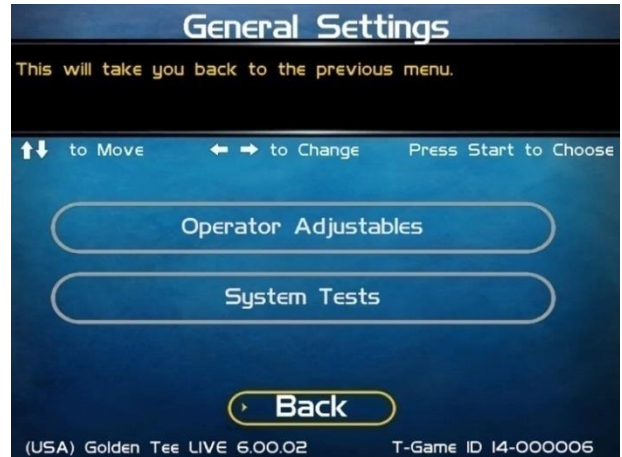 General Settings
This will take you back to the previous menu.
to Move to Change Press Start to Choose
Operator Adjustables
System Tests
Back
(USA) Golden Tee LIVE 6.00.02 T-Game ID 14-000006